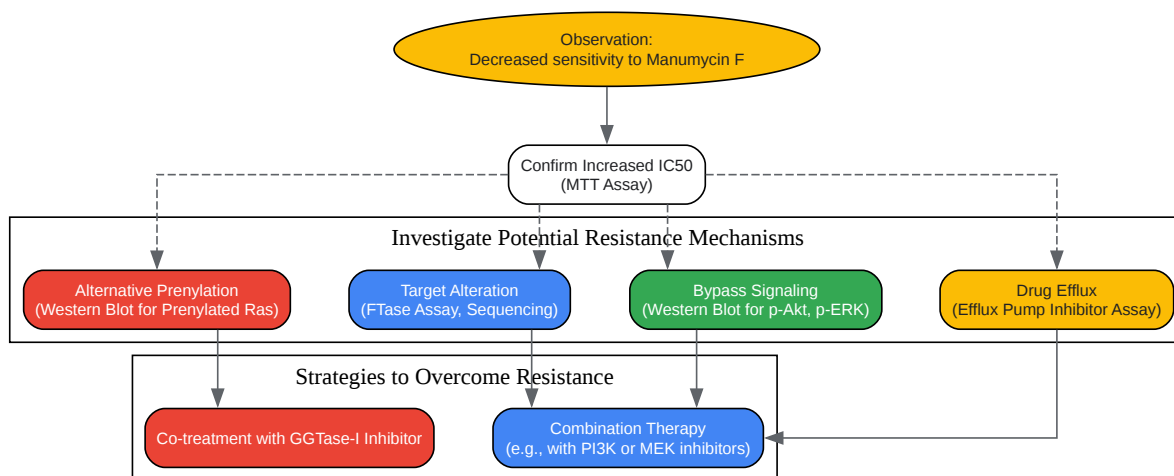 Observation:
Decreased sensitivity to Manumycin F
Confirm Increased IC50
(MTT Assay)
Investigate Potential Resistance Mechanisms
Alternative Prenylation
(Western Blot for Prenylated Ras)
Target Alteration
(FTase Assay, Sequencing)
Bypass Signaling
(Western Blot for p-Akt, p-ERK)
Drug Efflux
(Efflux Pump Inhibitor Assay)
Strategies to Overcome Resistance
Co-treatment with GGTase-I Inhibitor
Combination Therapy
(e.g., with PI3K or MEK inhibitors)